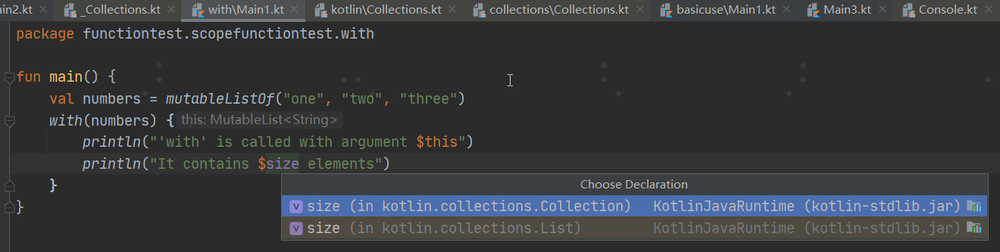 ain2.kt _Collections.kt with\Main1.kt kotlin\Collections.kt collections\Collections.kt basicuse\Main1.kt Main3.kt Console.kt
package functiontest.scopefunctiontest.with
fun main() {
val numbers = mutableListOf("one", "two", "three")
with(numbers) { this: MutableList<String>
println("'with' is called with argument $this")
println("It contains $size elements")
}
}
Choose Declaration
size (in kotlin.collections.Collection) KotlinJavaRuntime (kotlin-stdlib.jar)
size (in kotlin.collections.List) KotlinJavaRuntime (kotlin-stdlib.jar)